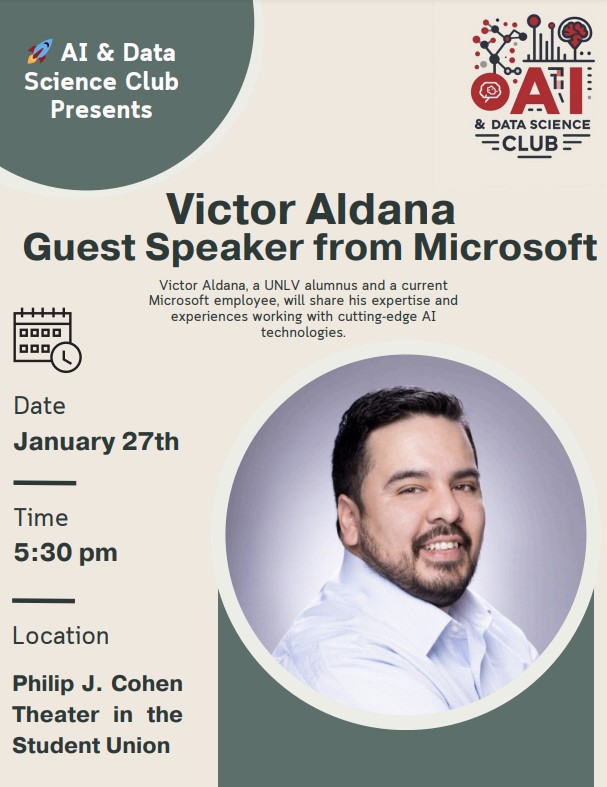 🚀 AI & Data
Science Club
Presents
AI
& DATA SCIENCE
CLUB
Victor Aldana
Guest Speaker from Microsoft
Victor Aldana, a UNLV alumnus and a current
Microsoft employee, will share his expertise and
experiences working with cutting-edge AI
technologies.
Date
January 27th
Time
5:30 pm
Location
Philip J. Cohen
Theater in the
Student Union